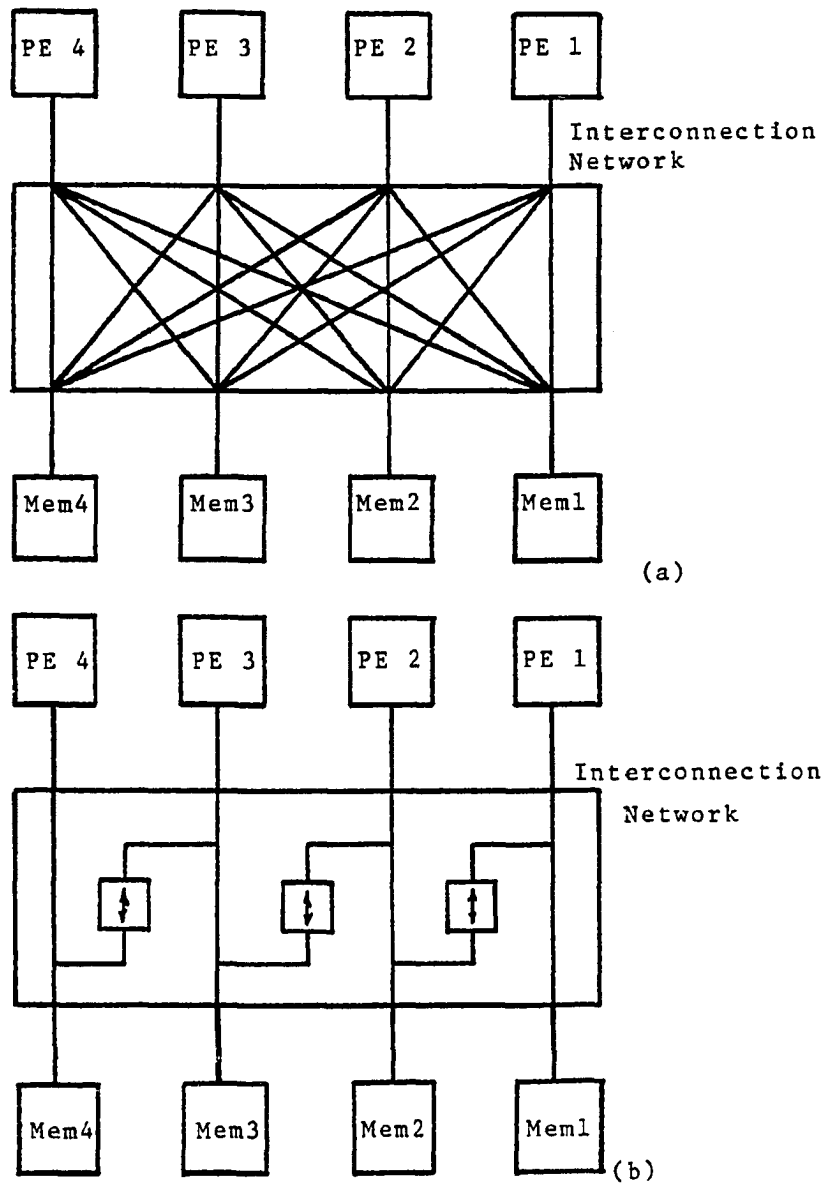 PE 4 PE 3 PE 2 PE 1
Interconnection
Network
Mem4 Mem3 Mem2 Mem1
(a)
PE 4 PE 3 PE 2 PE 1
Interconnection
Network
Mem4 Mem3 Mem2 Mem1
(b)